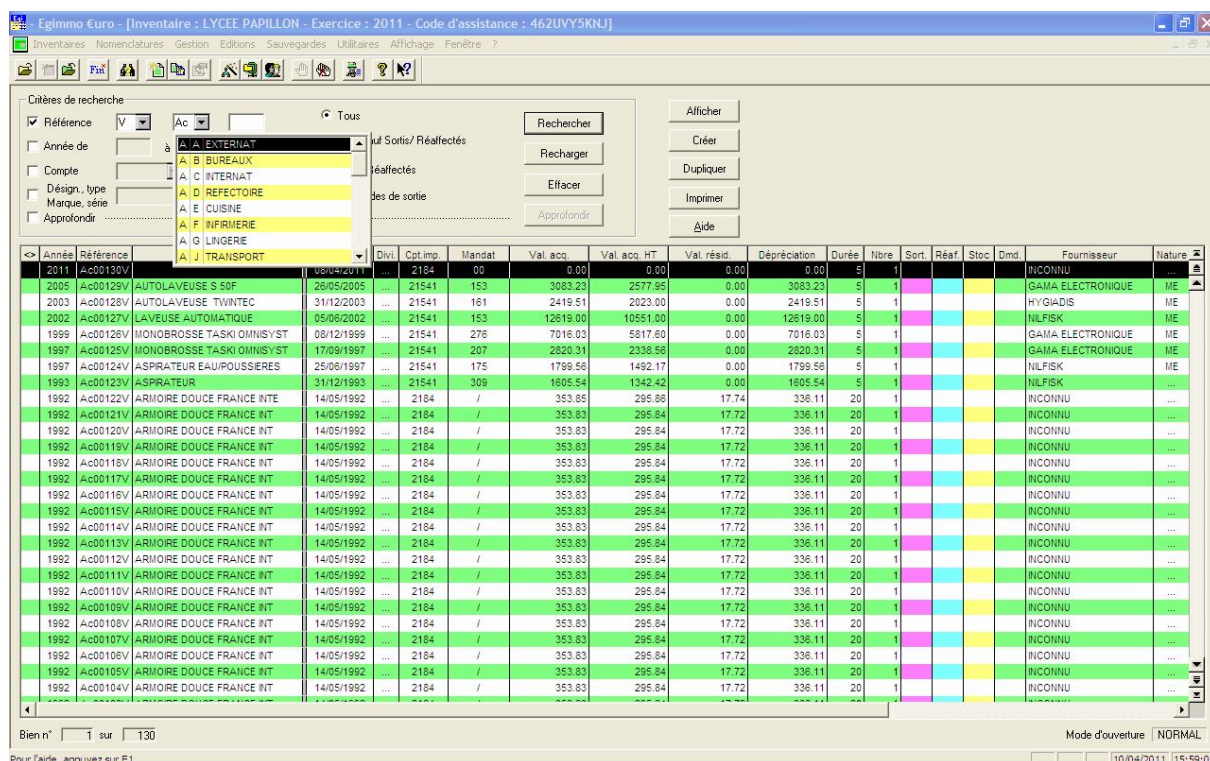 - Egimmo €uro - [Inventaire : LYCEE PAPILLON - Exercice : 2011 - Code d'assistance : 462UVY5KNJ]
Inventaires Nomenclatures Gestion Editions Sauvegardes Utilitaires Affichage Fenêtre ?
Fin
Critères de recherche
Référence V Ac Tous
Année de à
uf Sortis/ Réaffectés
Compte
éaffectés
Désign., type
Marque, série
des de sortie
Approfondir
A A EXTERNAT
A B BUREAUX
A C INTERNAT
A D REFECTOIRE
A E CUISINE
A F INFIRMERIE
A G LINGERIE
A J TRANSPORT
Rechercher
Recharger
Effacer
Approfondir
Afficher
Créer
Dupliquer
Imprimer
Aide
<> Année Référence Divi. Cpt.imp. Mandat Val. acq. Val. acq. HT Val. résid. Dépréciation Durée Nbre Sort. Réaf. Stoc Dmd. Fournisseur Nature
2011 Ac00130V 08/04/2011 ... 2184 00 0.00 0.00 0.00 0.00 5 1 INCONNU ...
2005 Ac00129V AUTOLAVEUSE S 50F 26/05/2005 ... 21541 153 3083.23 2577.95 0.00 3083.23 5 1 GAMA ELECTRONIQUE ME
2003 Ac00128V AUTOLAVEUSE TWINTEC 31/12/2003 ... 21541 161 2419.51 2023.00 0.00 2419.51 5 1 HYGIADIS ME
2002 Ac00127V LAVEUSE AUTOMATIQUE 05/06/2002 ... 21541 153 12619.00 10551.00 0.00 12619.00 5 1 NILFISK ME
1999 Ac00126V MONOBROSSE TASKI OMNISYST 08/12/1999 ... 21541 276 7016.03 5817.60 0.00 7016.03 5 1 GAMA ELECTRONIQUE ME
1997 Ac00125V MONOBROSSE TASKI OMNISYST 17/09/1997 ... 21541 207 2820.31 2338.56 0.00 2820.31 5 1 GAMA ELECTRONIQUE ME
1997 Ac00124V ASPIRATEUR EAU/POUSSIERES 25/06/1997 ... 21541 175 1799.56 1492.17 0.00 1799.56 5 1 NILFISK ME
1993 Ac00123V ASPIRATEUR 31/12/1993 ... 21541 309 1605.54 1342.42 0.00 1605.54 5 1 NILFISK ...
1992 Ac00122V ARMOIRE DOUCE FRANCE INTE 14/05/1992 ... 2184 / 353.85 295.86 17.74 336.11 20 1 INCONNU ...
1992 Ac00121V ARMOIRE DOUCE FRANCE INT 14/05/1992 ... 2184 / 353.83 295.84 17.72 336.11 20 1 INCONNU ...
1992 Ac00120V ARMOIRE DOUCE FRANCE INT 14/05/1992 ... 2184 / 353.83 295.84 17.72 336.11 20 1 INCONNU ...
1992 Ac00119V ARMOIRE DOUCE FRANCE INT 14/05/1992 ... 2184 / 353.83 295.84 17.72 336.11 20 1 INCONNU ...
1992 Ac00118V ARMOIRE DOUCE FRANCE INT 14/05/1992 ... 2184 / 353.83 295.84 17.72 336.11 20 1 INCONNU ...
1992 Ac00117V ARMOIRE DOUCE FRANCE INT 14/05/1992 ... 2184 / 353.83 295.84 17.72 336.11 20 1 INCONNU ...
1992 Ac00116V ARMOIRE DOUCE FRANCE INT 14/05/1992 ... 2184 / 353.83 295.84 17.72 336.11 20 1 INCONNU ...
1992 Ac00115V ARMOIRE DOUCE FRANCE INT 14/05/1992 ... 2184 / 353.83 295.84 17.72 336.11 20 1 INCONNU ...
1992 Ac00114V ARMOIRE DOUCE FRANCE INT 14/05/1992 ... 2184 / 353.83 295.84 17.72 336.11 20 1 INCONNU ...
1992 Ac00113V ARMOIRE DOUCE FRANCE INT 14/05/1992 ... 2184 / 353.83 295.84 17.72 336.11 20 1 INCONNU ...
1992 Ac00112V ARMOIRE DOUCE FRANCE INT 14/05/1992 ... 2184 / 353.83 295.84 17.72 336.11 20 1 INCONNU ...
1992 Ac00111V ARMOIRE DOUCE FRANCE INT 14/05/1992 ... 2184 / 353.83 295.84 17.72 336.11 20 1 INCONNU ...
1992 Ac00110V ARMOIRE DOUCE FRANCE INT 14/05/1992 ... 2184 / 353.83 295.84 17.72 336.11 20 1 INCONNU ...
1992 Ac00109V ARMOIRE DOUCE FRANCE INT 14/05/1992 ... 2184 / 353.83 295.84 17.72 336.11 20 1 INCONNU ...
1992 Ac00108V ARMOIRE DOUCE FRANCE INT 14/05/1992 ... 2184 / 353.83 295.84 17.72 336.11 20 1 INCONNU ...
1992 Ac00107V ARMOIRE DOUCE FRANCE INT 14/05/1992 ... 2184 / 353.83 295.84 17.72 336.11 20 1 INCONNU ...
1992 Ac00106V ARMOIRE DOUCE FRANCE INT 14/05/1992 ... 2184 / 353.83 295.84 17.72 336.11 20 1 INCONNU ...
1992 Ac00105V ARMOIRE DOUCE FRANCE INT 14/05/1992 ... 2184 / 353.83 295.84 17.72 336.11 20 1 INCONNU ...
1992 Ac00104V ARMOIRE DOUCE FRANCE INT 14/05/1992 ... 2184 / 353.83 295.84 17.72 336.11 20 1 INCONNU ...
Bien n° 1 sur 130 Mode d'ouverture NORMAL
Pour l'aide, appuyez sur F1 10/04/2011 15:59:0